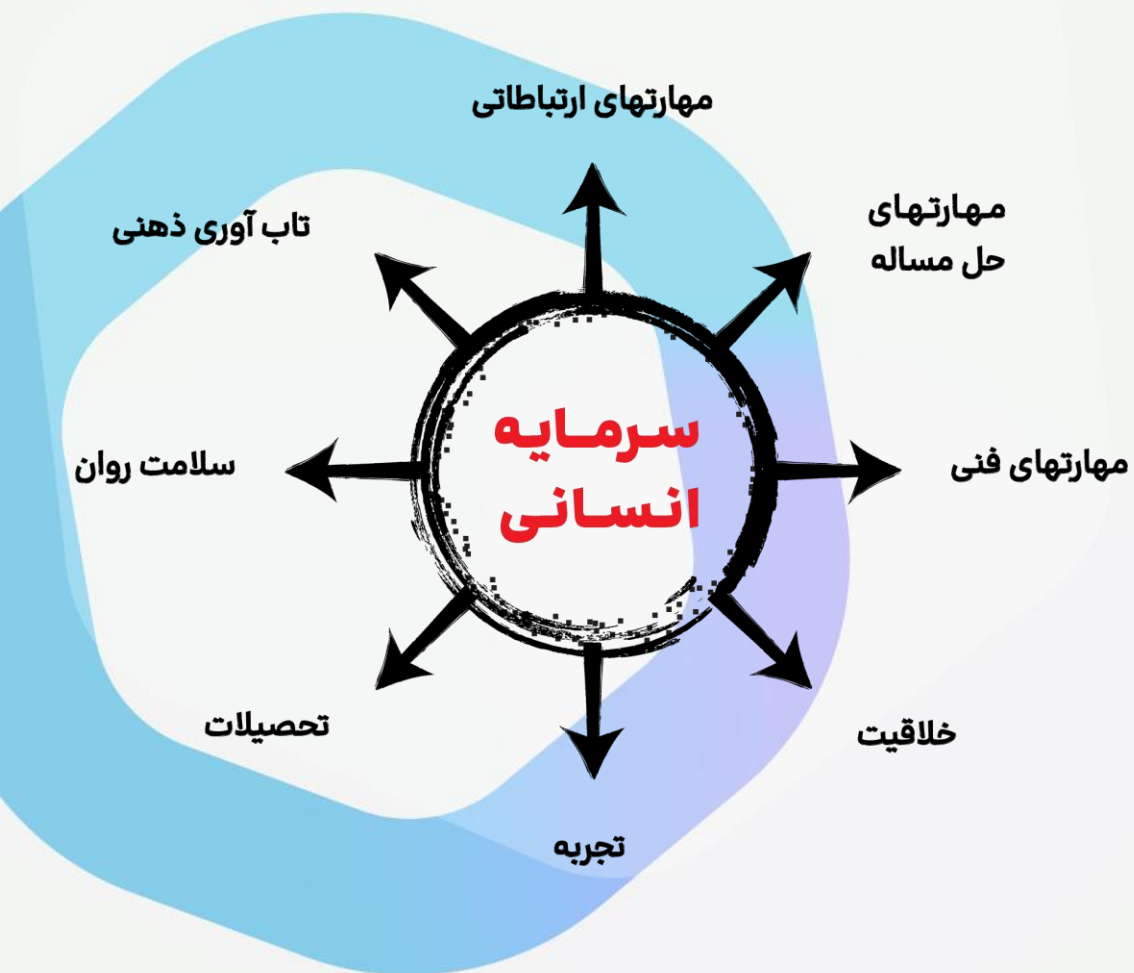 مهارتهای ارتباطاتی
مهارتهای
حل مساله
تاب آوری ذهنی
سرمایه
انسانی
مهارتهای فنی
سلامت روان
خلاقیت
تحصیلات
تجربه